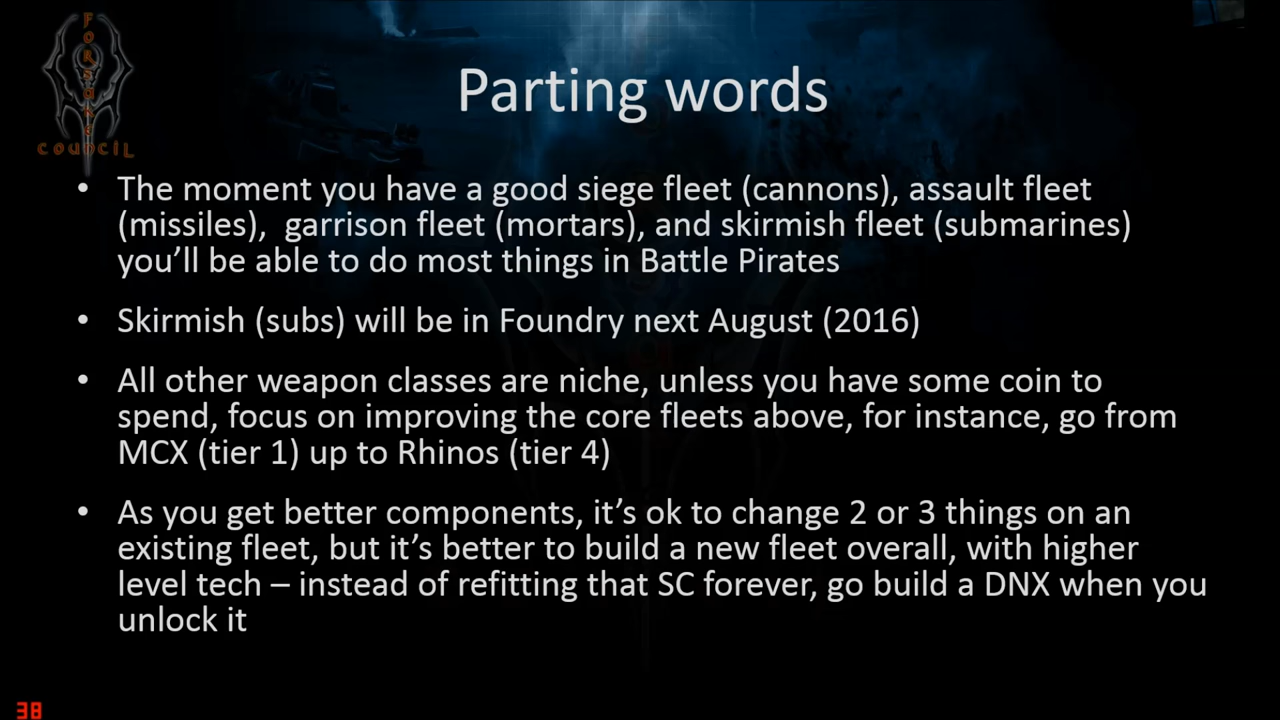 Forsaken
council
Parting words
• The moment you have a good siege fleet (cannons), assault fleet
(missiles),  garrison fleet (mortars), and skirmish fleet (submarines)
you’ll be able to do most things in Battle Pirates
• Skirmish (subs) will be in Foundry next August (2016)
• All other weapon classes are niche, unless you have some coin to
spend, focus on improving the core fleets above, for instance, go from
MCX (tier 1) up to Rhinos (tier 4)
• As you get better components, it’s ok to change 2 or 3 things on an
existing fleet, but it’s better to build a new fleet overall, with higher
level tech – instead of refitting that SC forever, go build a DNX when you
unlock it
38